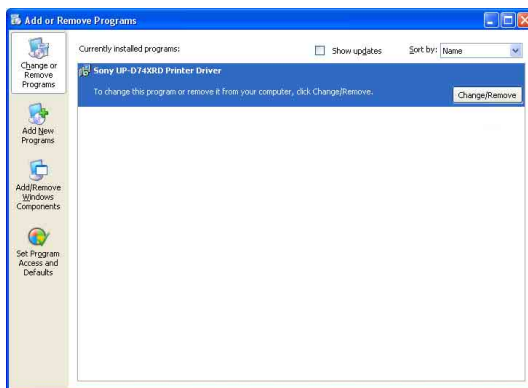 Add or Remove Programs
Change or
Remove
Programs
Add New
Programs
Add/Remove
Windows
Components
Set Program
Access and
Defaults
Currently installed programs:
Show updates
Sort by: Name
Sony UP-D74XRD Printer Driver
To change this program or remove it from your computer, click Change/Remove.
Change/Remove